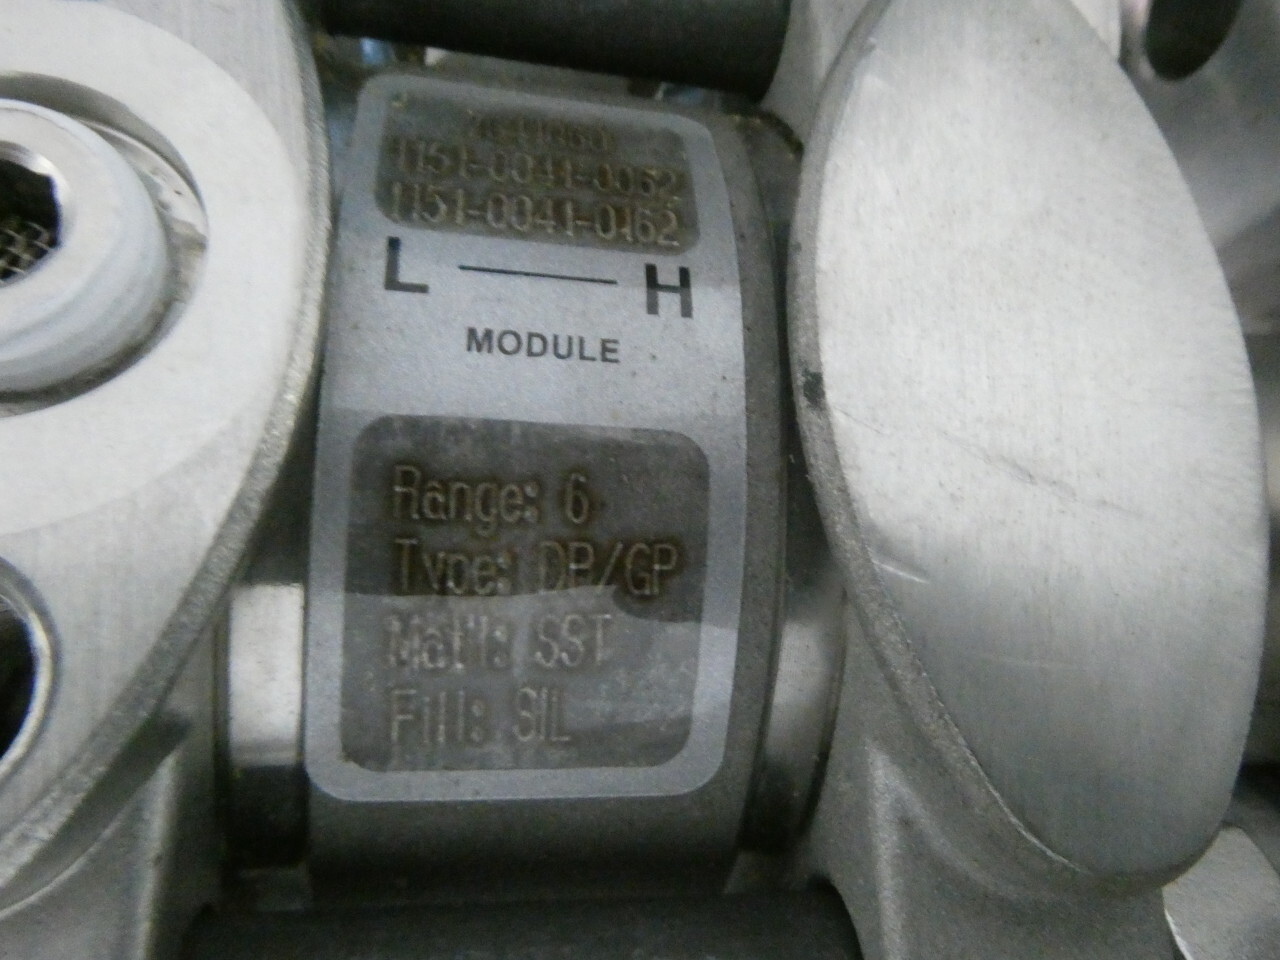 1151-0041-0062
1151-0041-0162
L H
MODULE
Range: 6
Type: DP/GP
Mat'l: SST
Fill: SIL